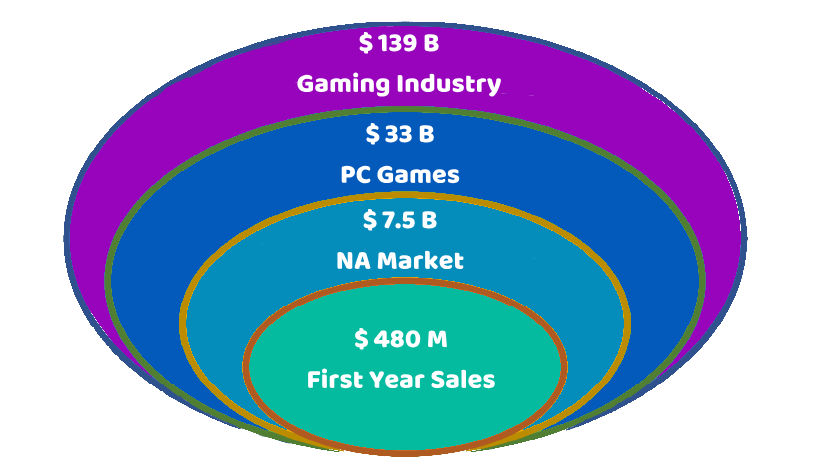 $ 139 B
Gaming Industry
$ 33 B
PC Games
$ 7.5 B
NA Market
$ 480 M
First Year Sales